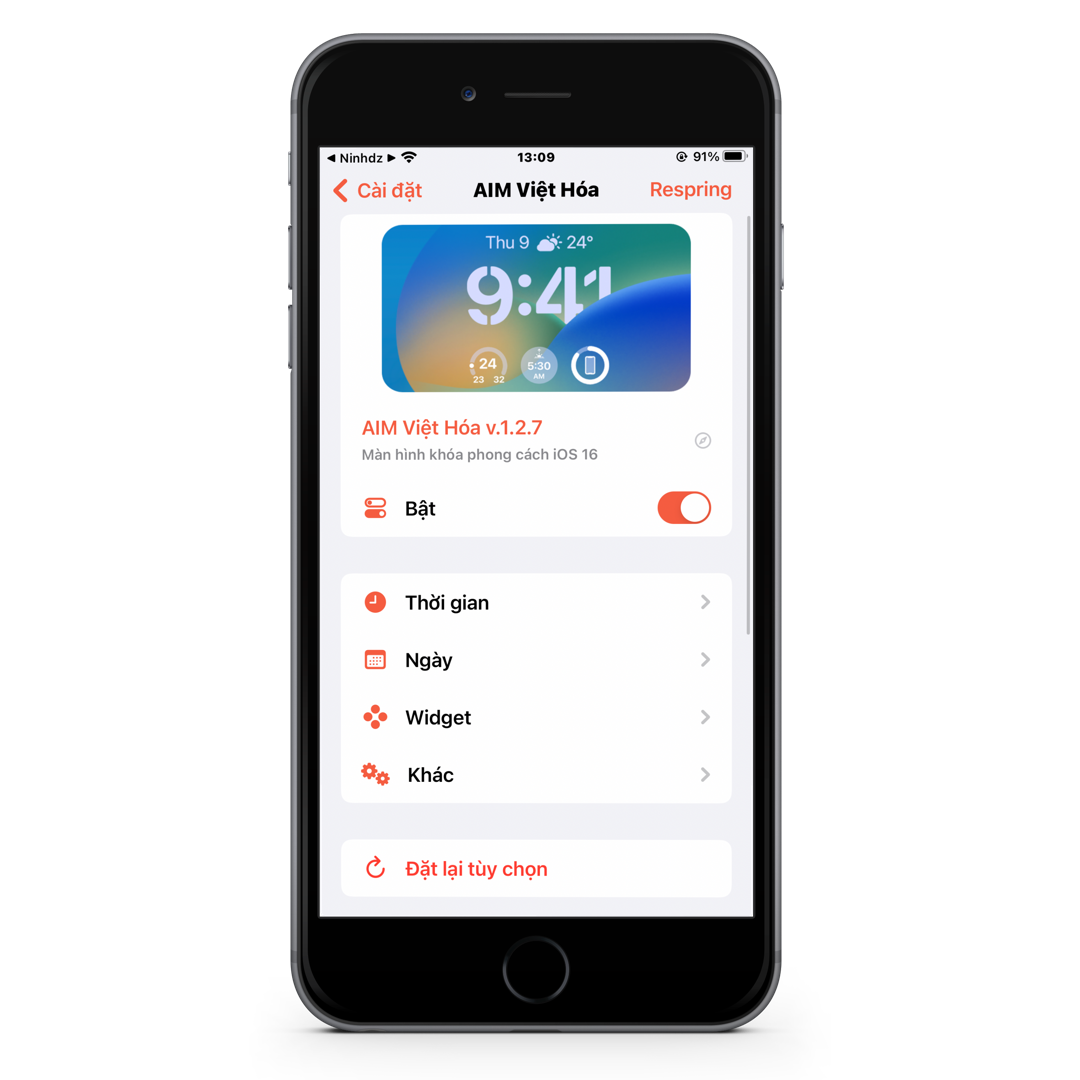 ◀ Ninhdz ▶ 13:09 91%
Cài đặt AIM Việt Hóa Respring
Thu 9 24°
9:41
24
23 32
5:30
AM
AIM Việt Hóa v.1.2.7
Màn hình khóa phong cách iOS 16
Bật
Thời gian
Ngày
Widget
Khác
Đặt lại tùy chọn